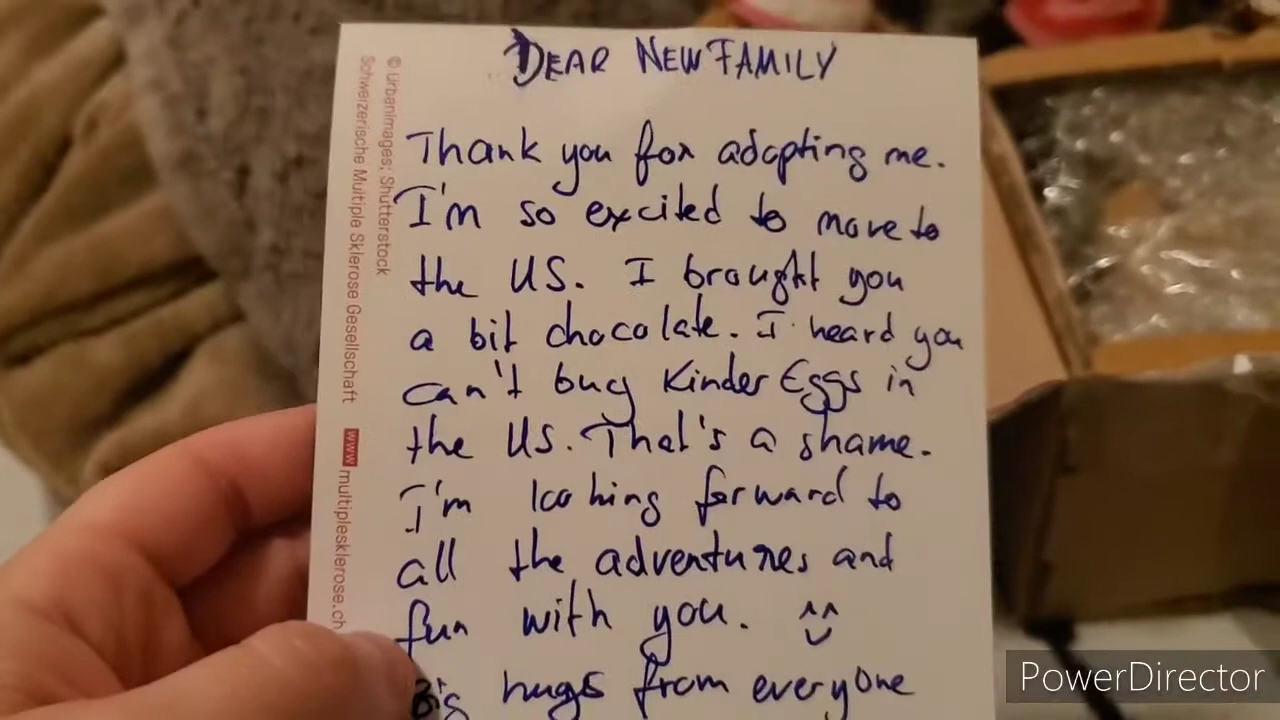 DEAR NEW FAMILY
Thank you for adopting me.
I'm so excited to move to
the US. I brought you
a bit chocolate. I heard you
can't buy Kinder Eggs in
the US. That's a shame.
I'm looking forward to
all the adventures and
fun with you.
Big hugs from everyone
© UrbanImages; Shutterstock
Schweizerische Multiple Sklerose Gesellschaft
www multiplesklerose.ch
PowerDirector